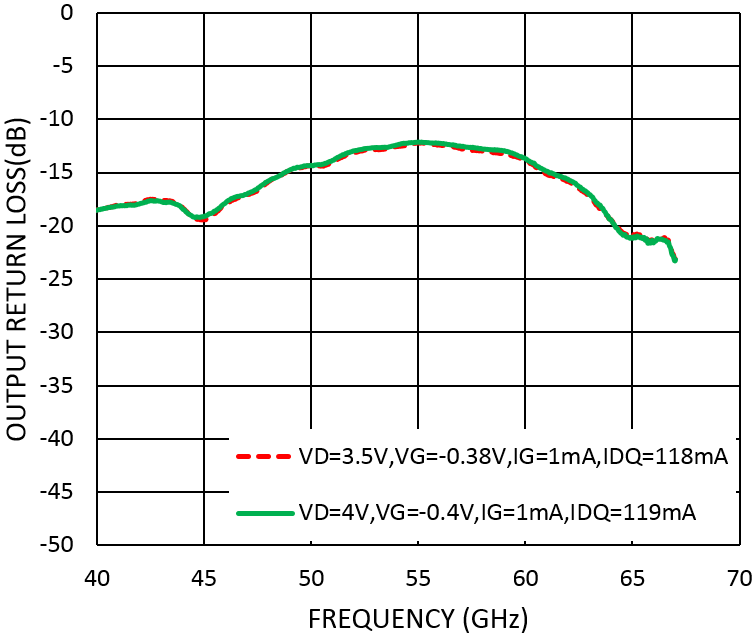 OUTPUT RETURN LOSS(dB)
0
-5
-10
-15
-20
-25
-30
-35
-40
-45
-50
VD=3.5V,VG=-0.38V,IG=1mA,IDQ=118mA
VD=4V,VG=-0.4V,IG=1mA,IDQ=119mA
40 45 50 55 60 65 70
FREQUENCY (GHz)